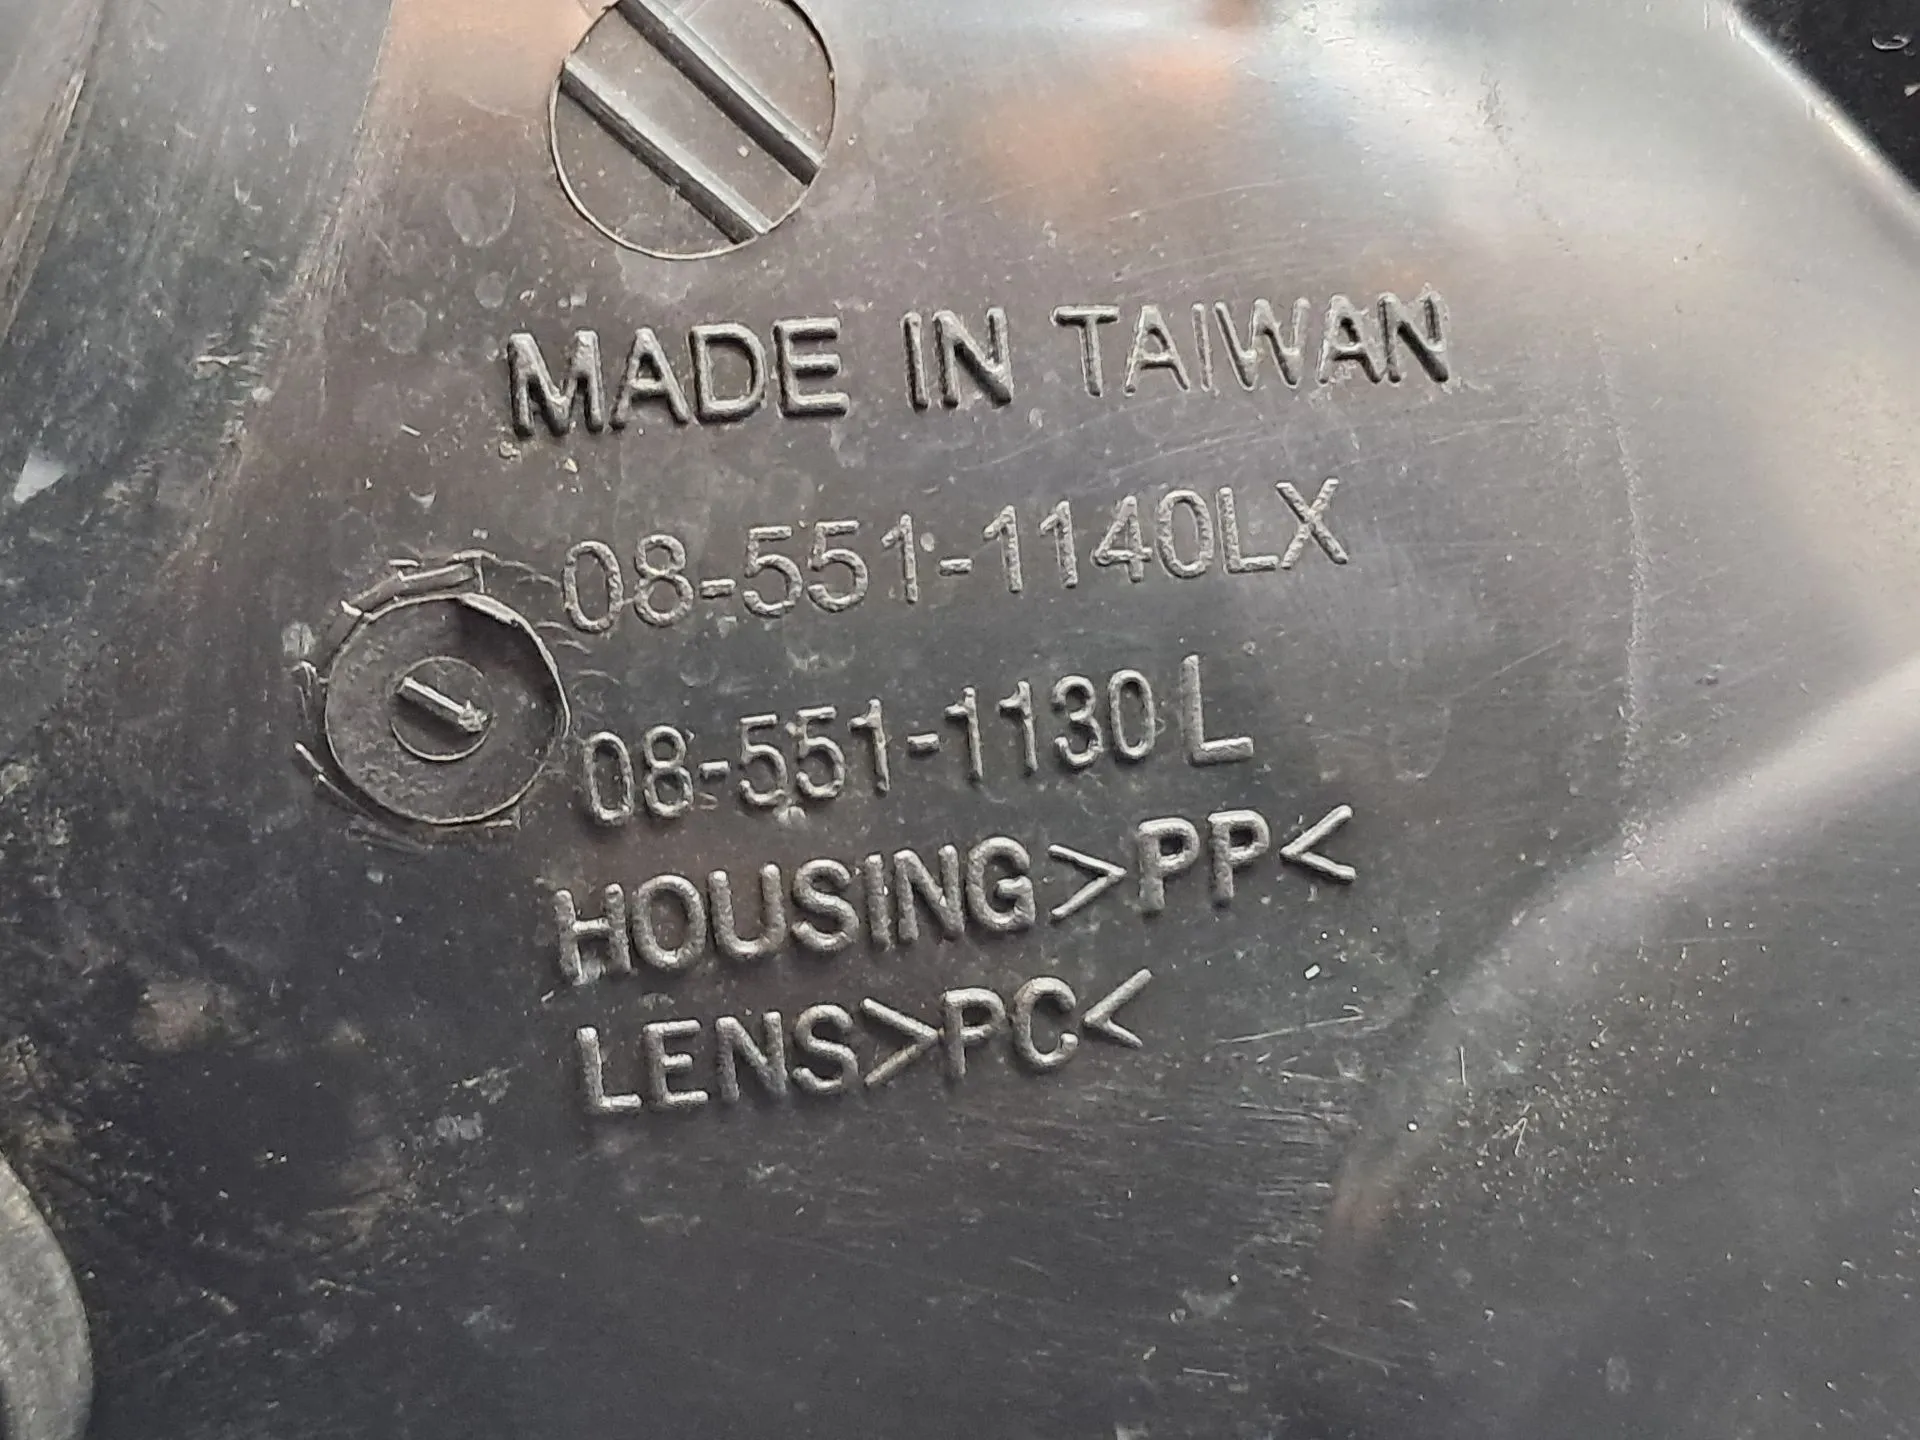 MADE IN TAIWAN
08-551-1140LX
08-551-1130L
HOUSING>PP<
LENS>PC<